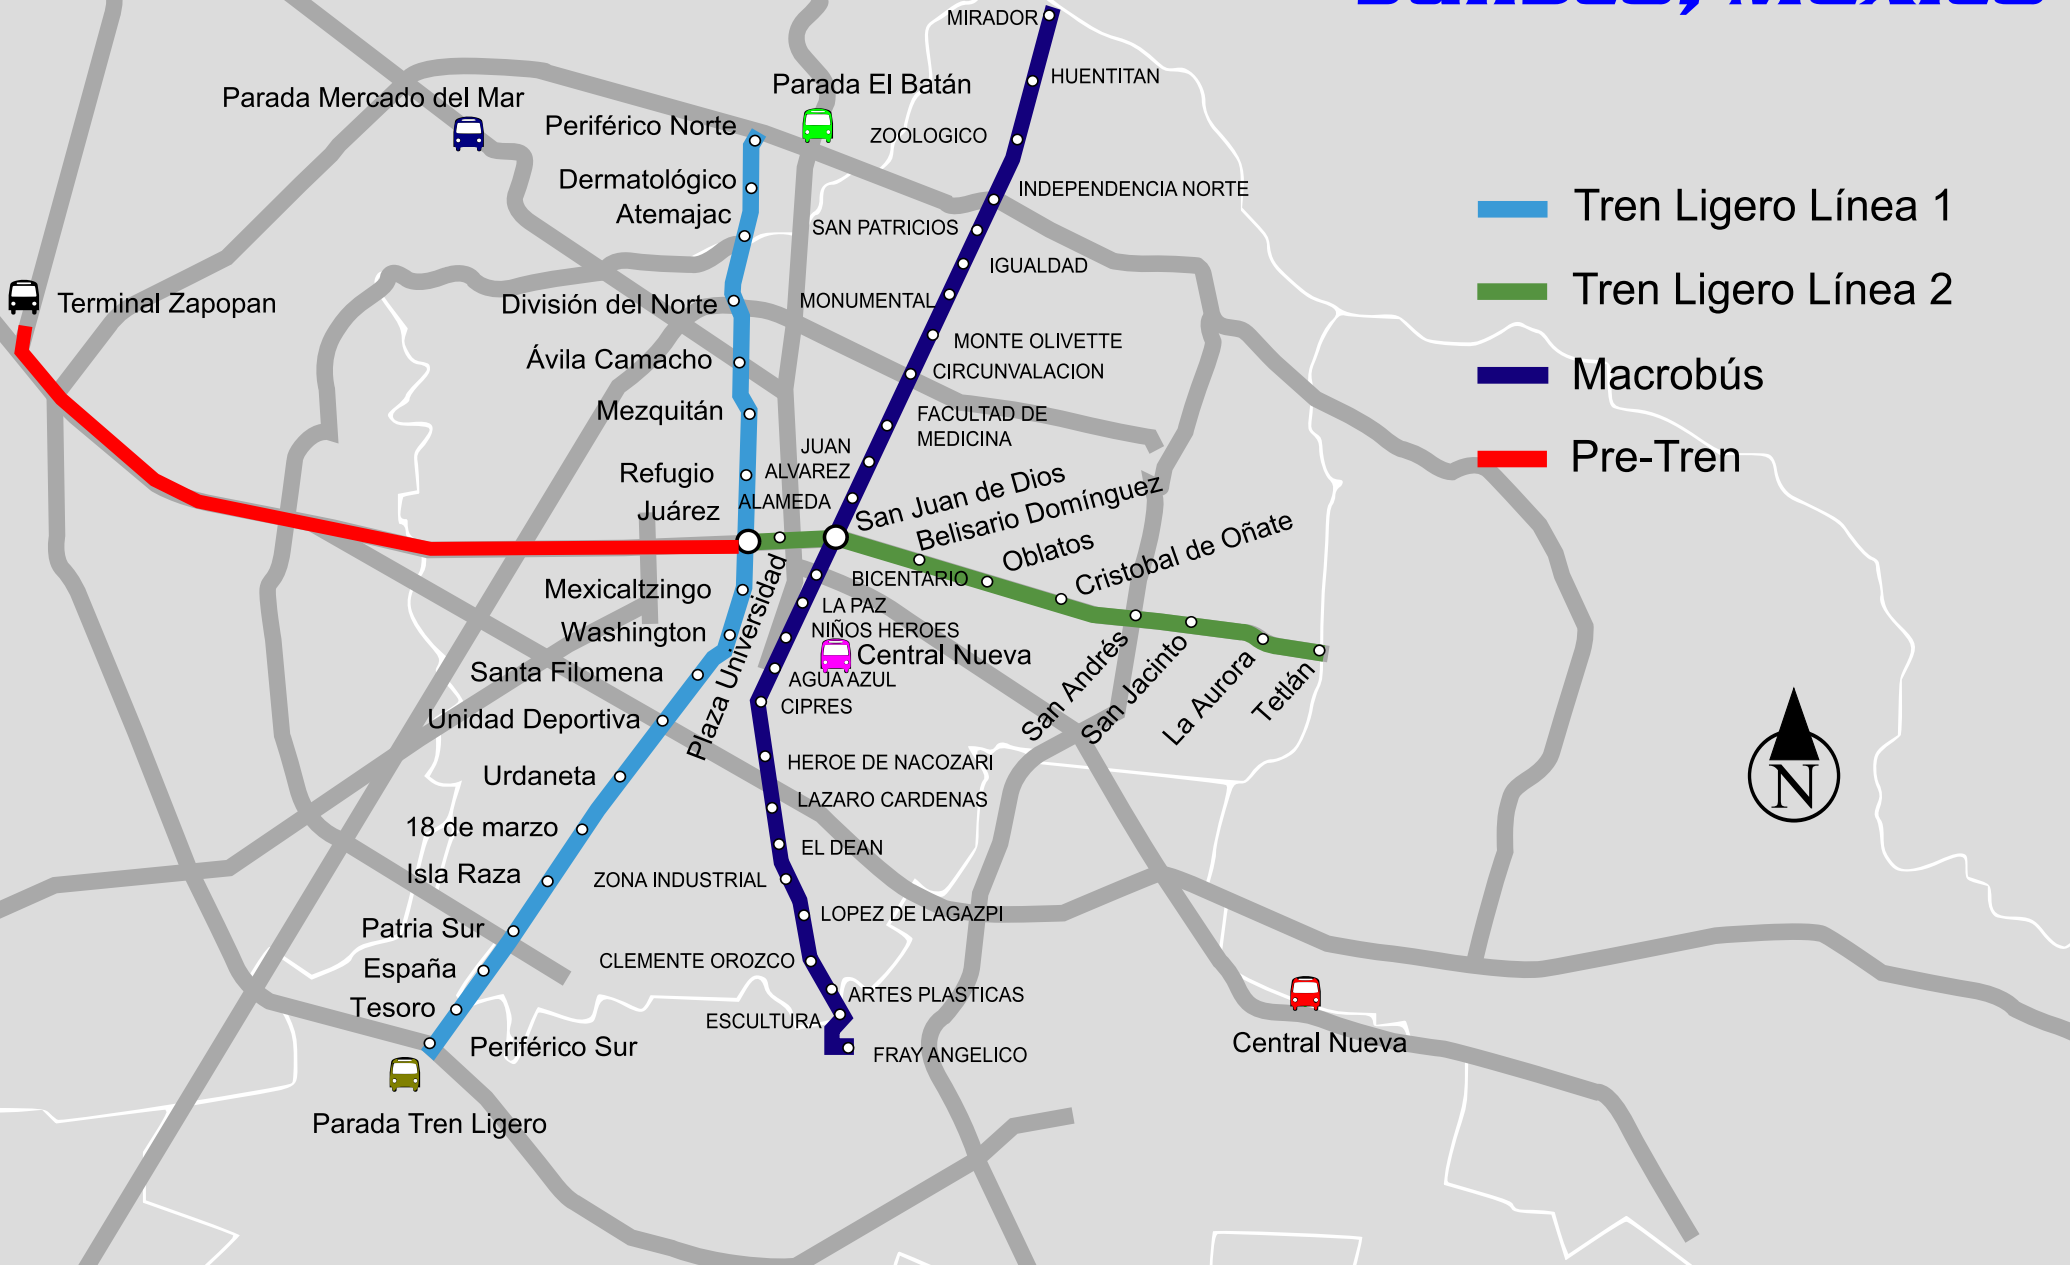 MIRADOR
HUENTITAN
Parada El Batán
Parada Mercado del Mar
Periférico Norte
ZOOLOGICO
Dermatológico
INDEPENDENCIA NORTE
Atemajac
SAN PATRICIOS
IGUALDAD
Terminal Zapopan
División del Norte
MONUMENTAL
MONTE OLIVETTE
Ávila Camacho
CIRCUNVALACION
Mezquitán
FACULTAD DE
MEDICINA
JUAN
ALVAREZ
Refugio
ALAMEDA
Juárez
San Juan de Dios
Belisario Domínguez
Oblatos
Cristobal de Oñate
Mexicaltzingo
BICENTARIO
LA PAZ
Washington
NIÑOS HEROES
Plaza Universidad
Central Nueva
Santa Filomena
AGUA AZUL
CIPRES
San Andrés
San Jacinto
La Aurora
Tetlán
Unidad Deportiva
HEROE DE NACOZARI
Urdaneta
LAZARO CARDENAS
18 de marzo
EL DEAN
Isla Raza
ZONA INDUSTRIAL
LOPEZ DE LAGAZPI
Patria Sur
CLEMENTE OROZCO
España
ARTES PLASTICAS
Tesoro
ESCULTURA
Periférico Sur
FRAY ANGELICO
Central Nueva
Parada Tren Ligero
Tren Ligero Línea 1
Tren Ligero Línea 2
Macrobús
Pre-Tren
N